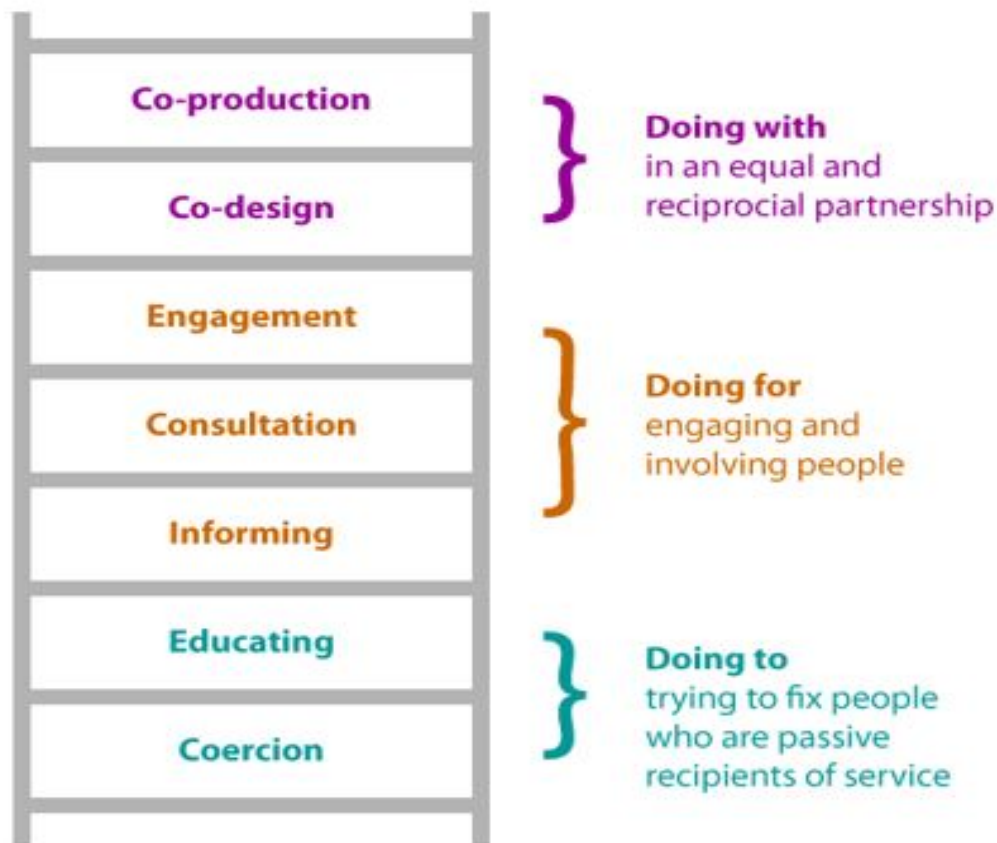 Co-production
Co-design
Doing with
in an equal and
reciprocial partnership
Engagement
Consultation
Informing
Doing for
engaging and
involving people
Educating
Coercion
Doing to
trying to fix people
who are passive
recipients of service